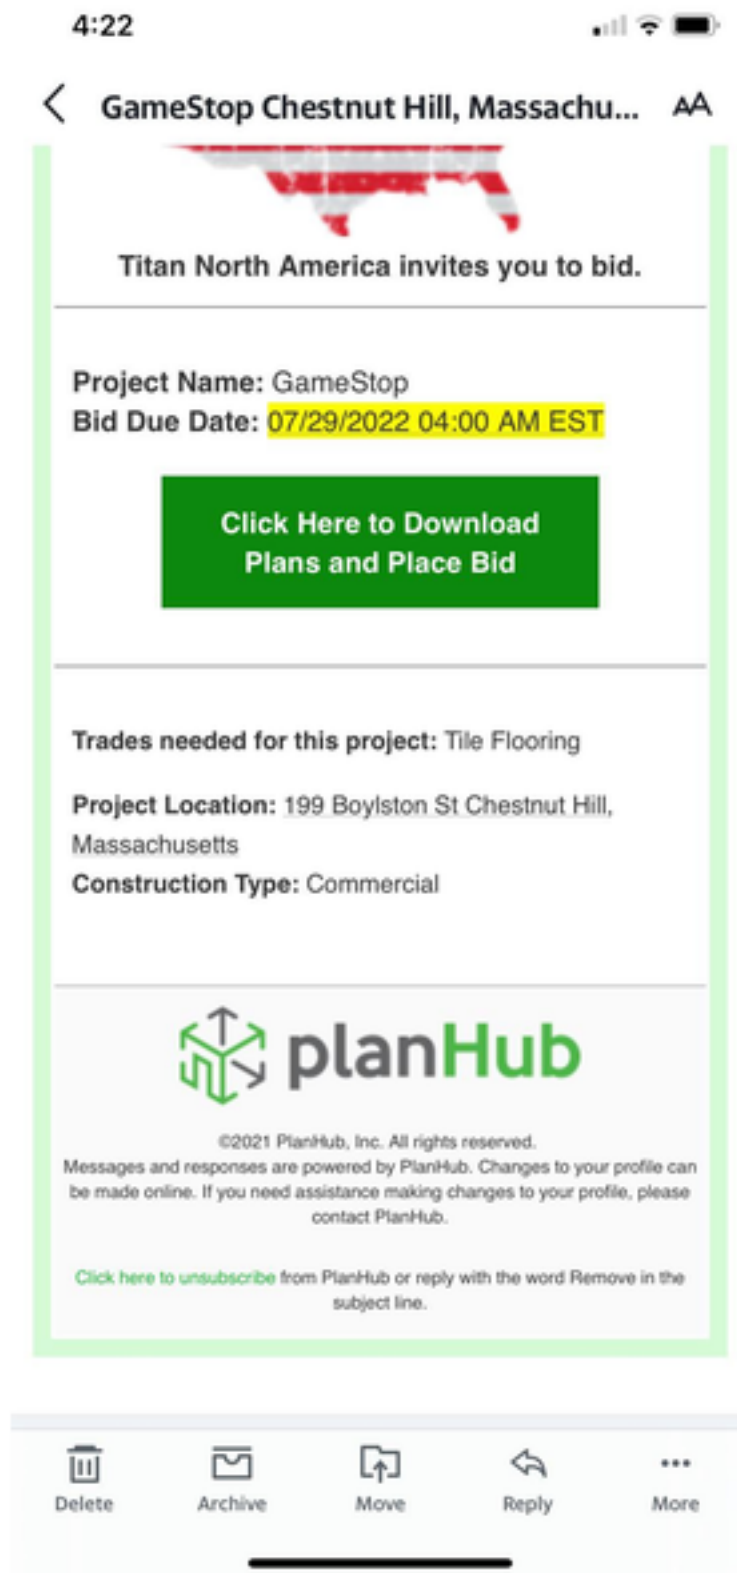 4:22
GameStop Chestnut Hill, Massachu...
AA
Titan North America invites you to bid.
Project Name: GameStop
Bid Due Date: 07/29/2022 04:00 AM EST
Click Here to Download
Plans and Place Bid
Trades needed for this project: Tile Flooring
Project Location: 199 Boylston St Chestnut Hill,
Massachusetts
Construction Type: Commercial
planHub
©2021 PlanHub, Inc. All rights reserved.
Messages and responses are powered by PlanHub. Changes to your profile can
be made online. If you need assistance making changes to your profile, please
contact PlanHub.
Click here to unsubscribe from PlanHub or reply with the word Remove in the
subject line.
Delete Archive Move Reply More